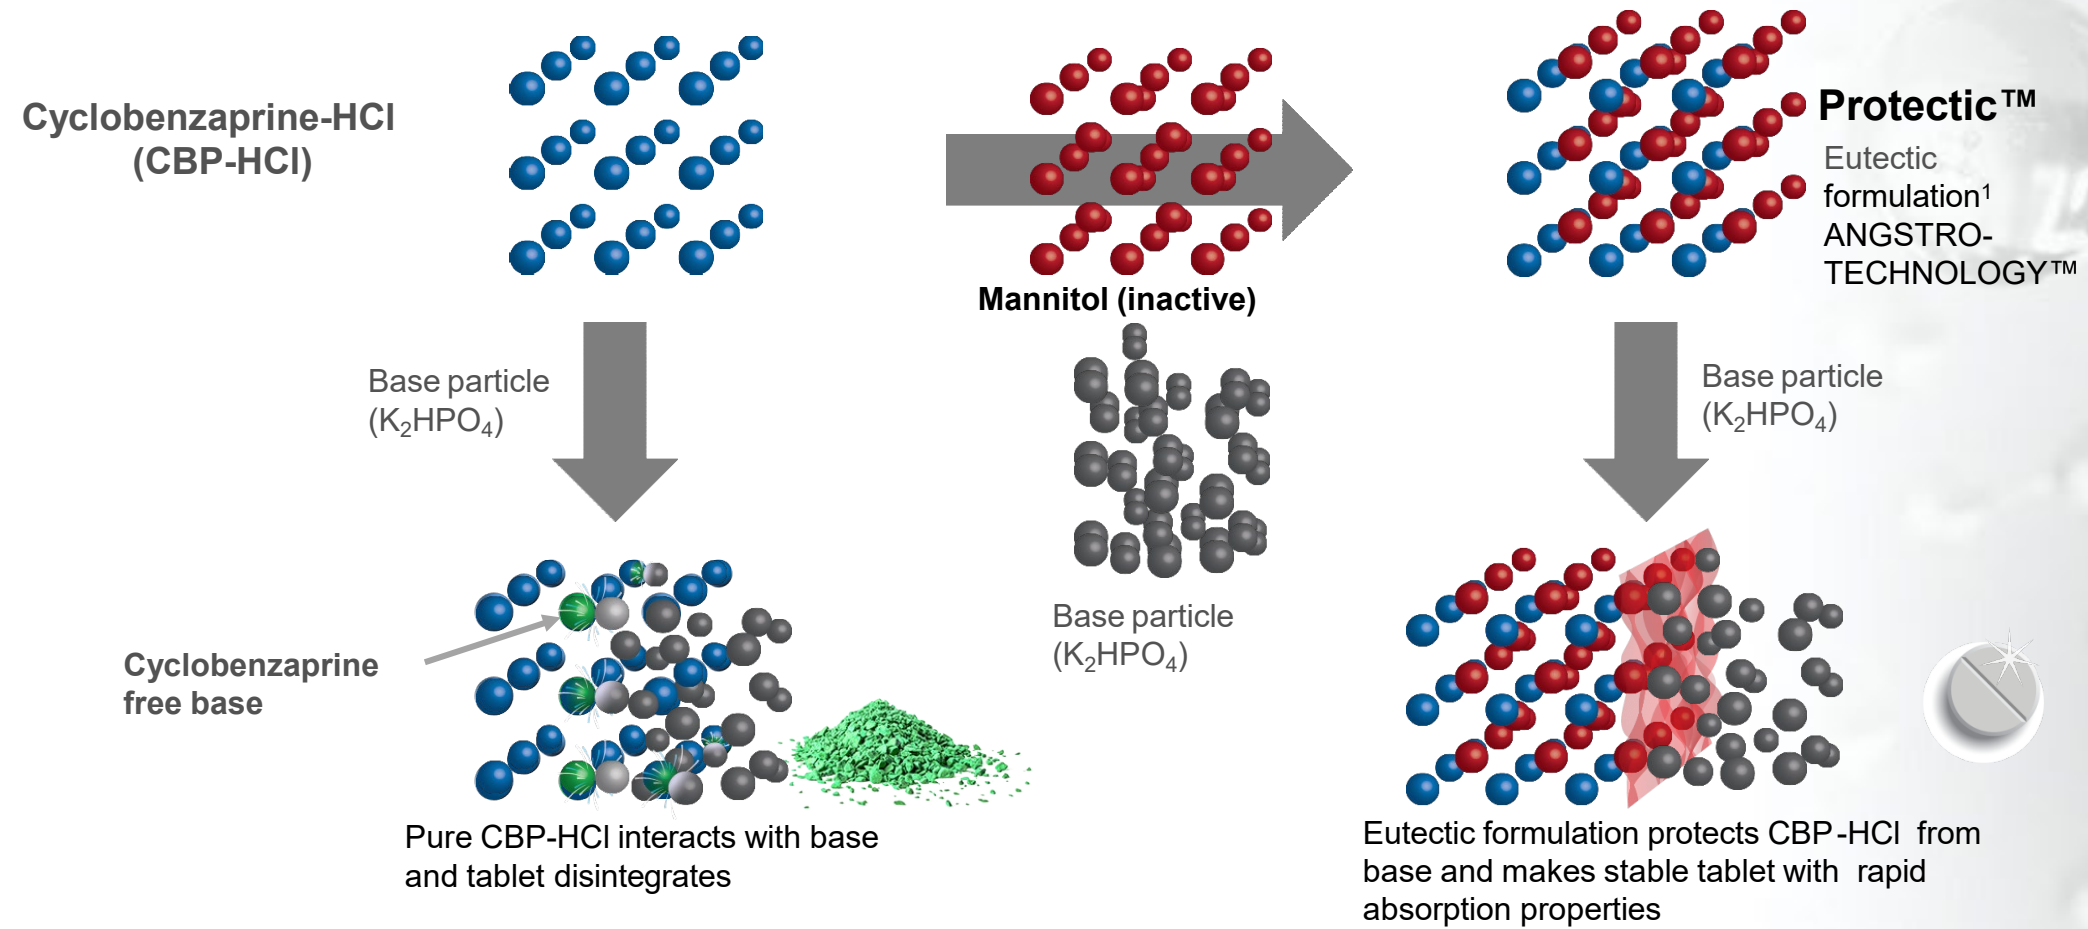 Cyclobenzaprine-HCl
(CBP-HCl)
Mannitol (inactive)
Protectic™
Eutectic
formulation¹
ANGSTRO-
TECHNOLOGY™
Base particle
(K₂HPO₄)
Base particle
(K₂HPO₄)
Base particle
(K₂HPO₄)
Cyclobenzaprine
free base
Pure CBP-HCl interacts with base
and tablet disintegrates
Eutectic formulation protects CBP-HCl from
base and makes stable tablet with rapid
absorption properties